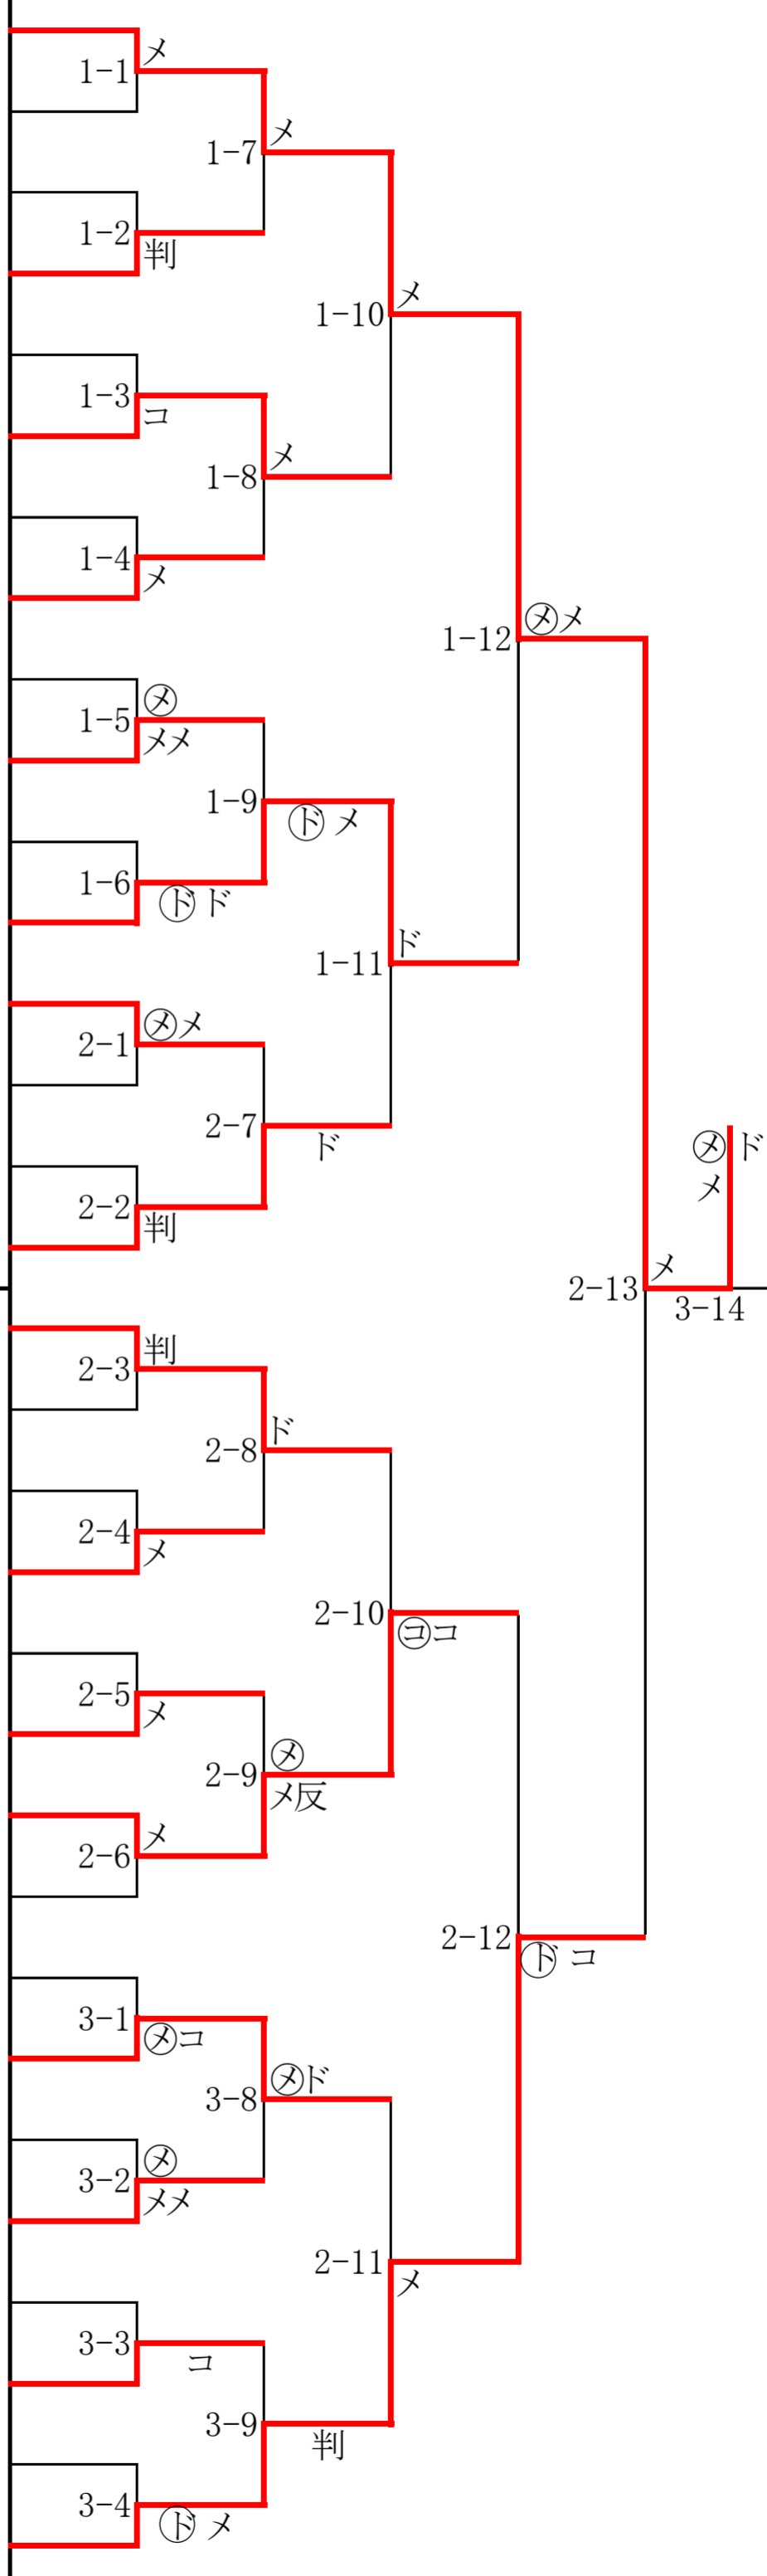 メ
1-1
メ
1-7
1-2
判
メ
1-10
1-3
コ
メ
1-8
1-4
メ
㋱メ
1-12
㋱
1-5
メメ
1-9
㋣゙メ
1-6
㋣゙ド
ド
1-11
㋱メ
2-1
2-7
ド
㋱ド
メ
2-2
判
メ
2-13
3-14
判
2-3
ド
2-8
2-4
メ
2-10
㋙コ
2-5
メ
㋱
2-9
メ反
メ
2-6
2-12
㋣゙コ
3-1
㋱コ
㋱ド
3-8
㋱
3-2
メメ
2-11
メ
3-3
コ
3-9
判
3-4
㋣゙メ